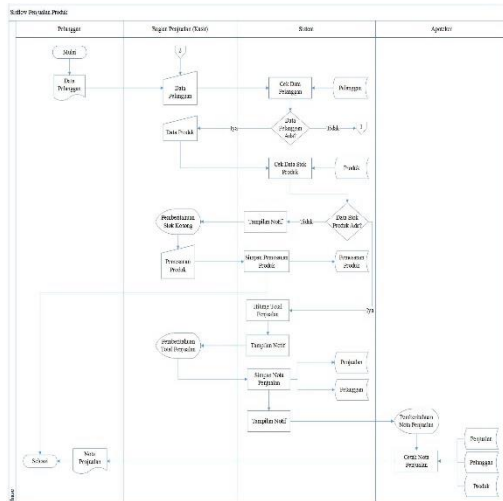 Sisflow Penjualan Produk
Pelanggan
Bagian Penjualan (Kasir)
Sistem
Apoteker
Mulai
2
Data
Pelanggan
Data
Pelanggan
Cek Data
Pelanggan
Pelanggan
Data
Pelanggan
Ada?
Iya
Tidak
1
Data Produk
Cek Data Stok
Produk
Produk
Data Stok
Produk Ada?
Tidak
Tampilan Notif
Pemberitahuan
Stok Kosong
Pemesanan
Produk
Simpan Pemesanan
Produk
Pemesanan
Produk
Iya
Hitung Total
Penjualan
Tampilan Notif
Pemberitahuan
Total Penjualan
Simpan Nota
Penjualan
Penjualan
Pelanggan
Tampilan Notif
Pemberitahuan
Nota Penjualan
Cetak Nota
Penjualan
Penjualan
Pelanggan
Produk
Nota
Penjualan
Selesai